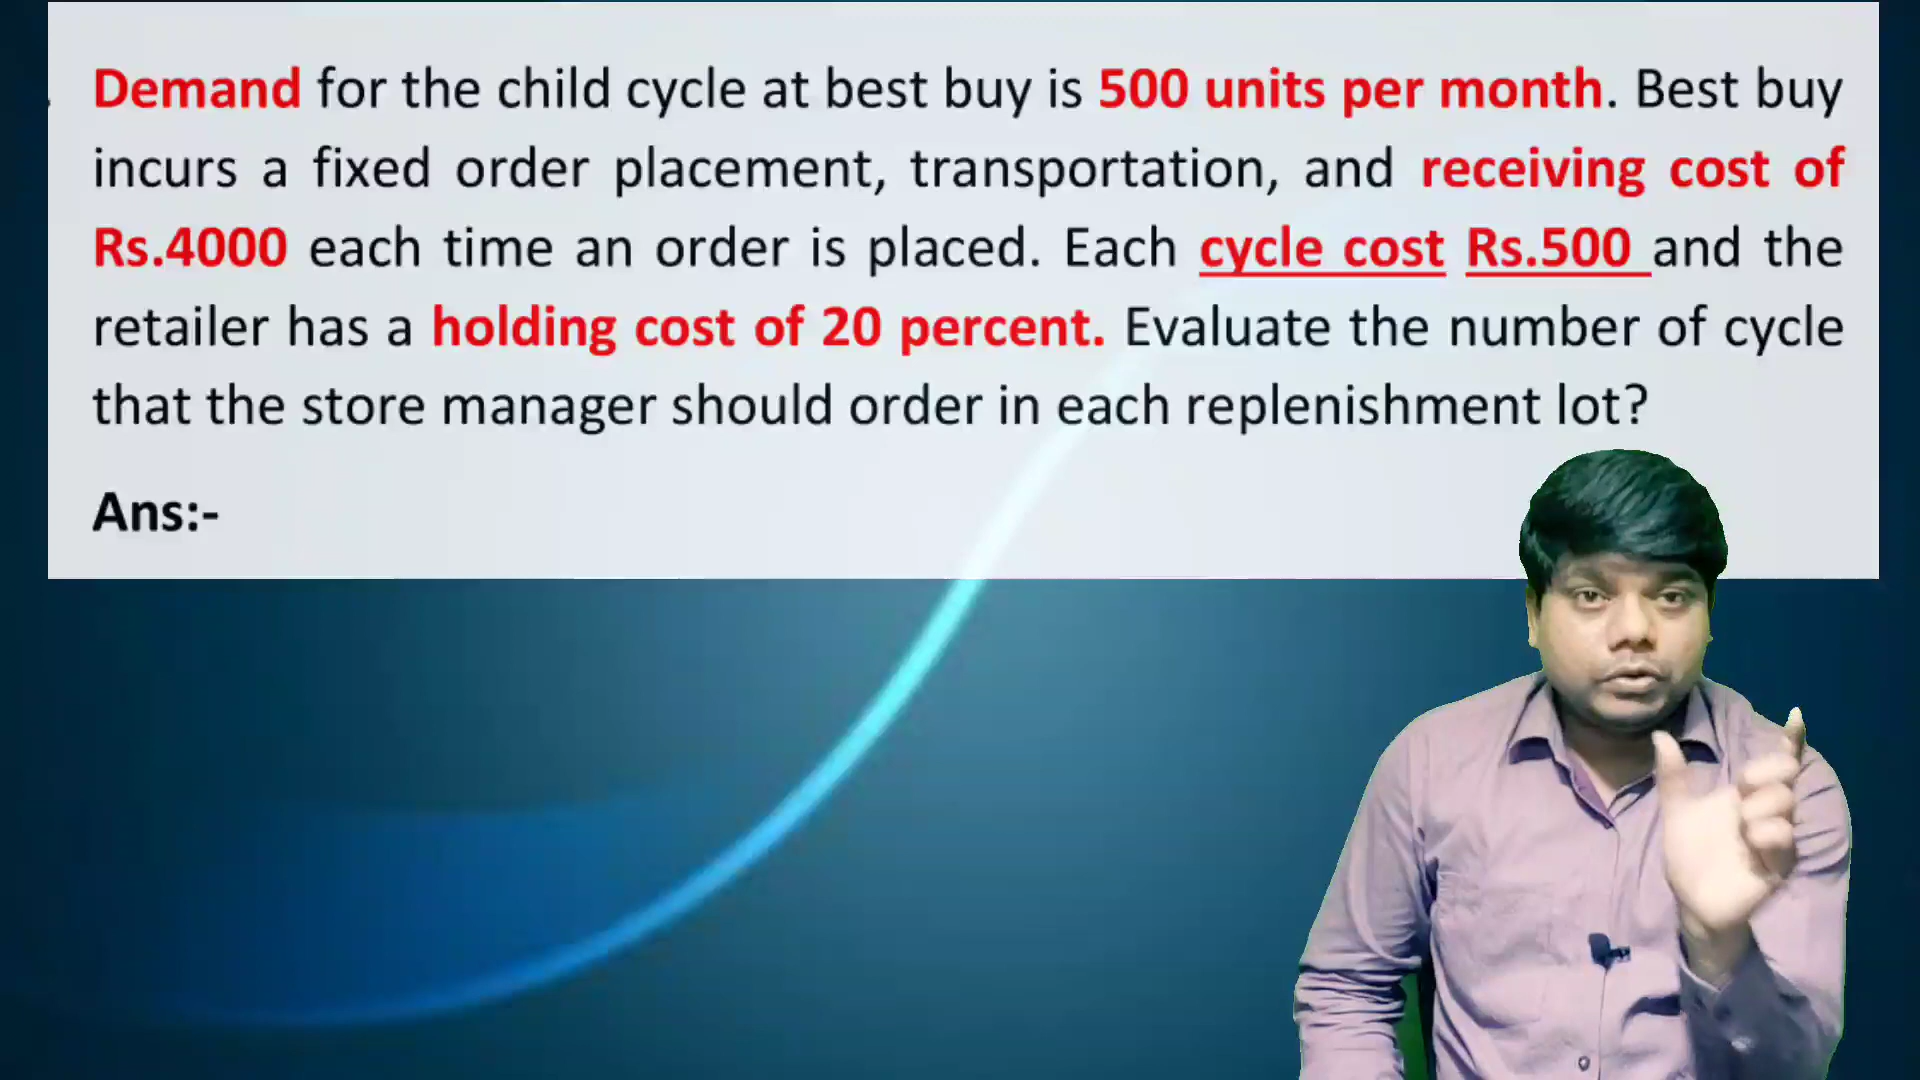 Demand for the child cycle at best buy is 500 units per month. Best buy
incurs a fixed order placement, transportation, and receiving cost of
Rs.4000 each time an order is placed. Each cycle cost Rs.500 and the
retailer has a holding cost of 20 percent. Evaluate the number of cycle
that the store manager should order in each replenishment lot?
Ans:-